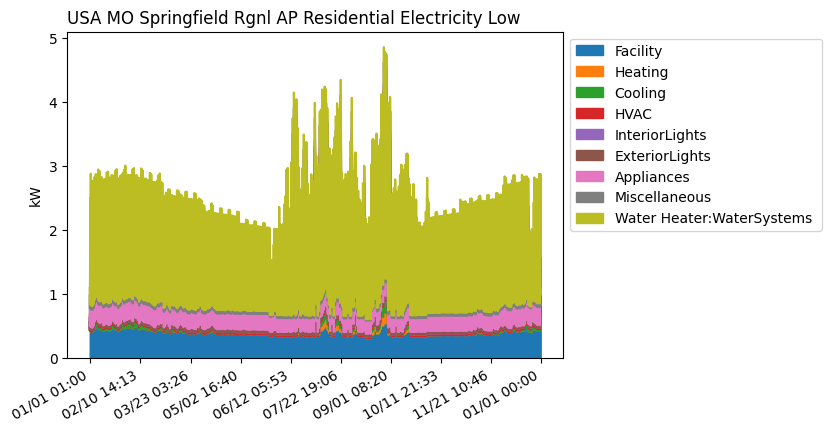 USA MO Springfield Rgnl AP Residential Electricity Low
5
4
3
2
1
0
kW
01/01 01:00
02/10 14:13
03/23 03:26
05/02 16:40
06/12 05:53
07/22 19:06
09/01 08:20
10/11 21:33
11/21 10:46
01/01 00:00
Facility
Heating
Cooling
HVAC
InteriorLights
ExteriorLights
Appliances
Miscellaneous
Water Heater:WaterSystems